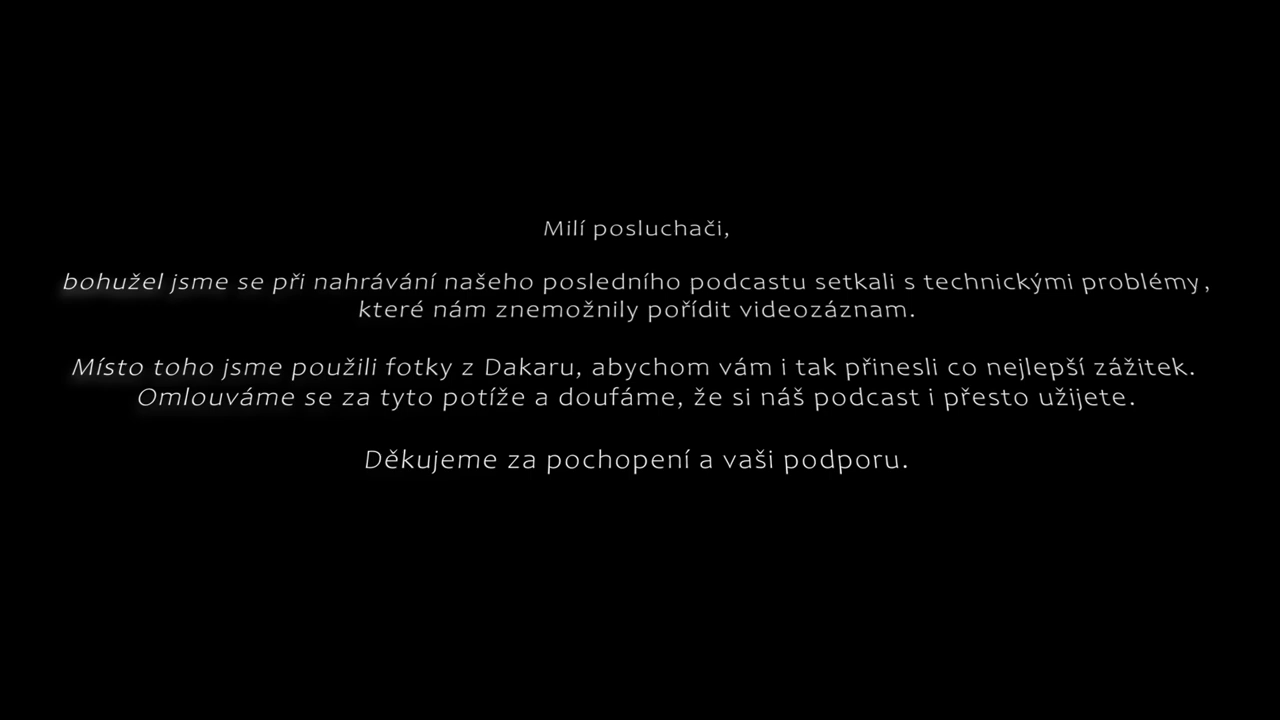 Milí posluchači,
bohužel jsme se při nahrávání našeho posledního podcastu setkali s technickými problémy,
které nám znemožnily pořídit videozáznam.
Místo toho jsme použili fotky z Dakaru, abychom vám i tak přinesli co nejlepší zážitek.
Omlouváme se za tyto potíže a doufáme, že si náš podcast i přesto užijete.
Děkujeme za pochopení a vaši podporu.